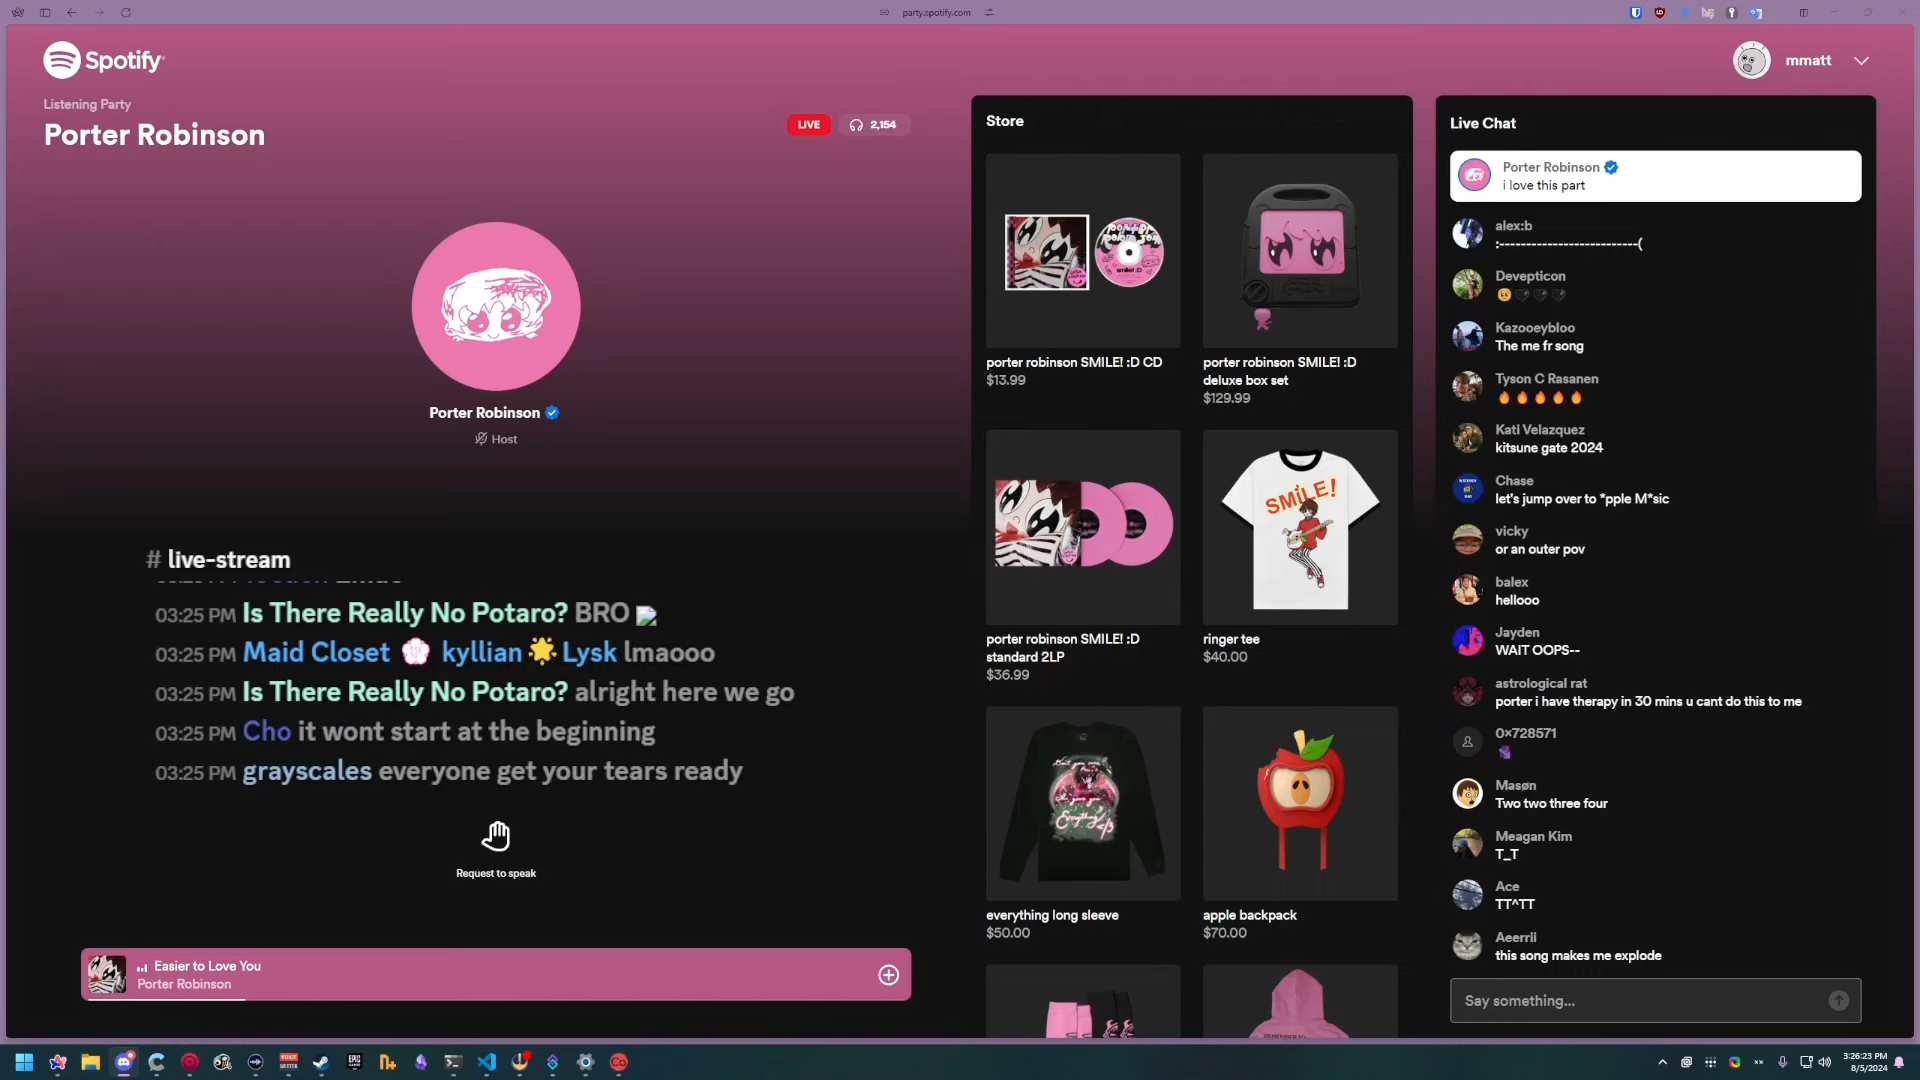 party.spotify.com
Spotify
mmatt
Listening Party
Porter Robinson
LIVE
2,154
Porter Robinson
Host
# live-stream
03:25 PM Is There Really No Potaro? BRO
03:25 PM Maid Closet 🌸 kyllian 🌟 Lysk lmaooo
03:25 PM Is There Really No Potaro? alright here we go
03:25 PM Cho it wont start at the beginning
03:25 PM grayscales everyone get your tears ready
Request to speak
Easier to Love You
Porter Robinson
Store
porter robinson SMILE! :D CD
$13.99
porter robinson SMILE! :D
deluxe box set
$129.99
porter robinson SMILE! :D
standard 2LP
$36.99
SMiLE!
ringer tee
$40.00
everything long sleeve
$50.00
apple backpack
$70.00
Live Chat
Porter Robinson
i love this part
alex:b
:--------------------------(
Devepticon
Kazooeybloo
The me fr song
Tyson C Rasanen
🔥🔥🔥🔥🔥
Kati Velazquez
kitsune gate 2024
Chase
let's jump over to *pple M*sic
vicky
or an outer pov
balex
hellooo
Jayden
WAIT OOPS--
astrological rat
porter i have therapy in 30 mins u cant do this to me
0×728571
Masøn
Two two three four
Meagan Kim
T_T
Ace
TT^TT
Aeerrii
this song makes me explode
Say something...
3:26:23 PM
8/5/2024